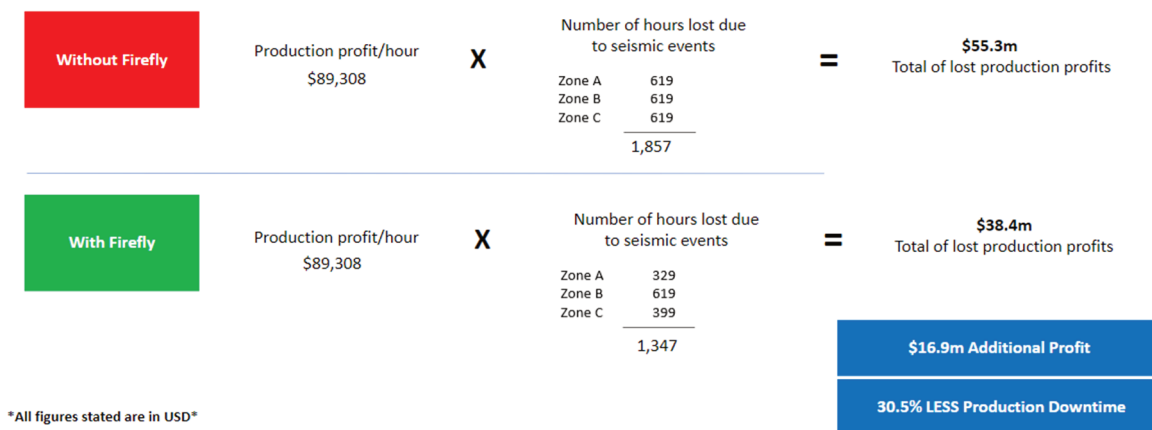 Without Firefly
Production profit/hour
$89,308
X
Number of hours lost due
to seismic events
Zone A 619
Zone B 619
Zone C 619
1,857
=
$55.3m
Total of lost production profits
With Firefly
Production profit/hour
$89,308
X
Number of hours lost due
to seismic events
Zone A 329
Zone B 619
Zone C 399
1,347
=
$38.4m
Total of lost production profits
$16.9m Additional Profit
30.5% LESS Production Downtime
*All figures stated are in USD*